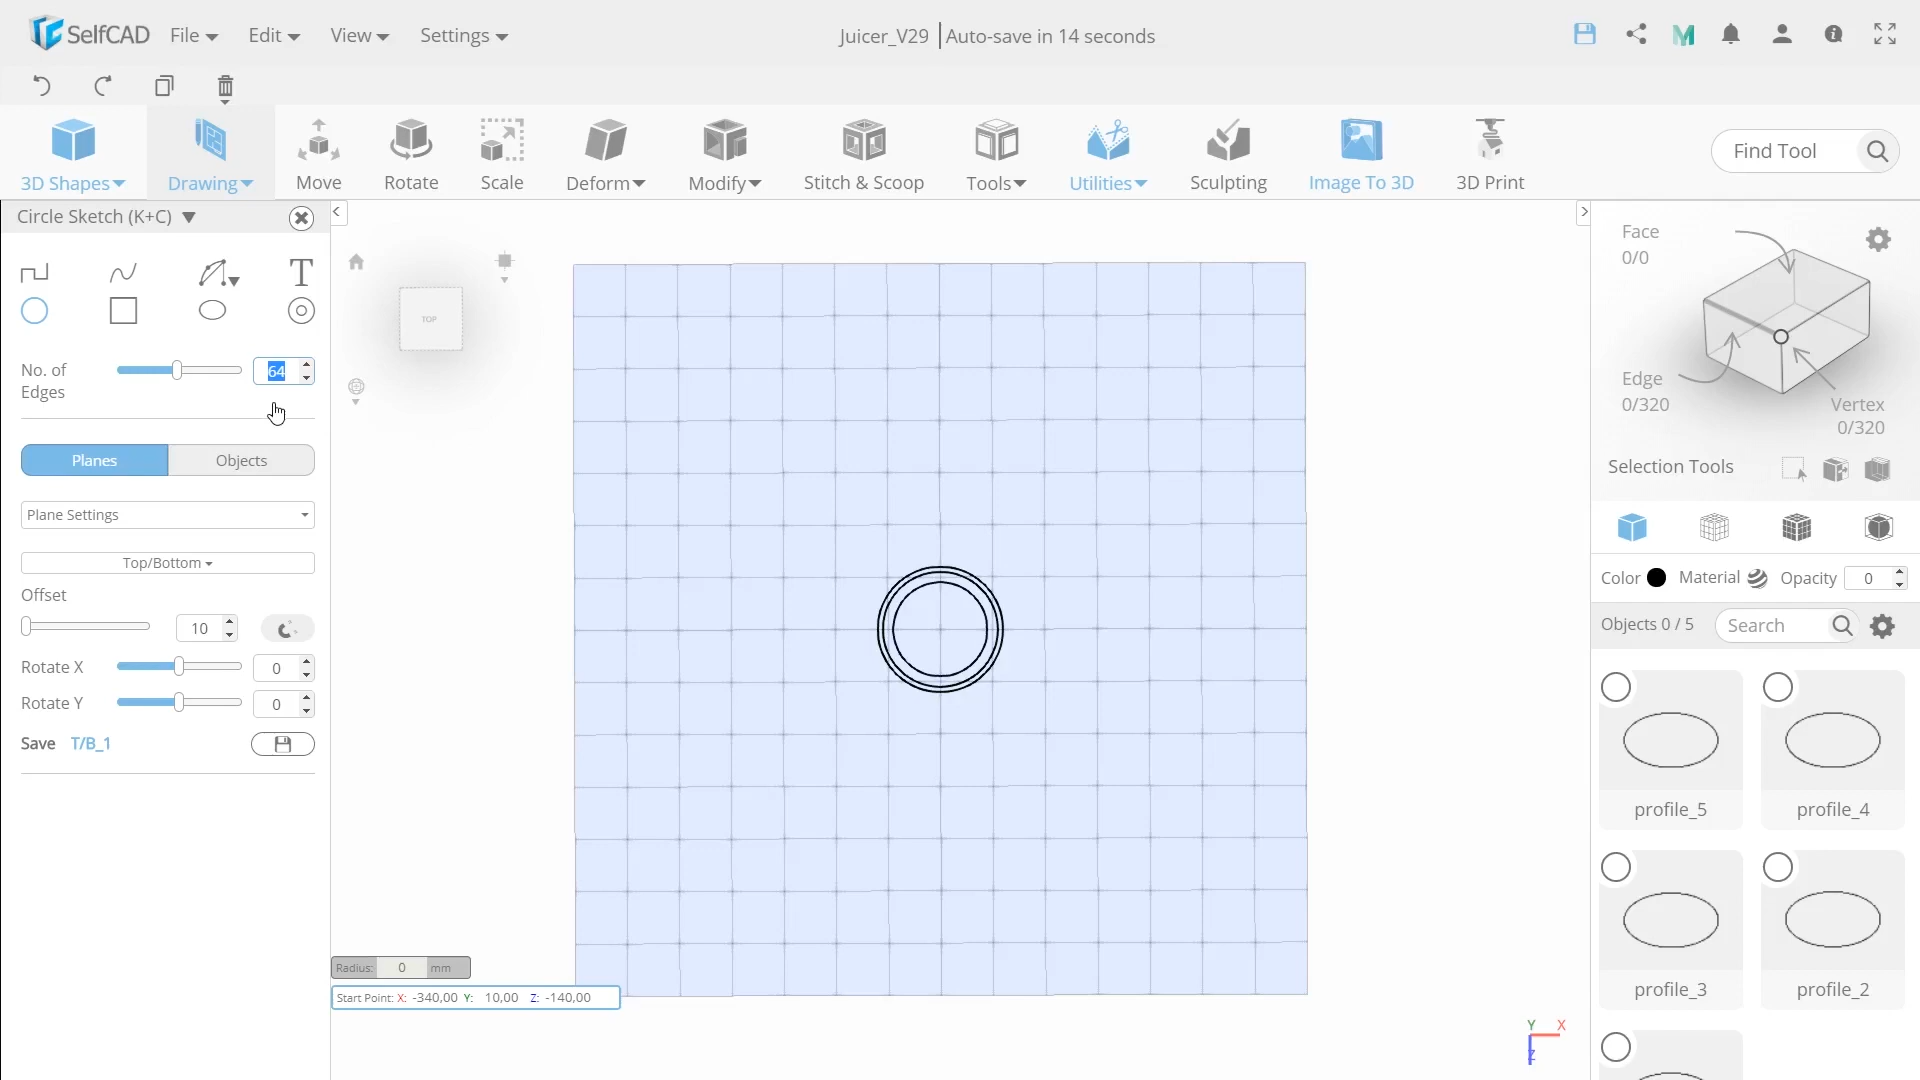 SelfCAD File Edit View Settings Juicer_V29 Auto-save in 14 seconds
3D Shapes Drawing Move Rotate Scale Deform Modify Stitch & Scoop Tools Utilities Sculpting Image To 3D 3D Print Find Tool
Circle Sketch (K+C)
No. of
Edges
64
Planes Objects
Plane Settings
Top/Bottom
Offset
10
Rotate X 0
Rotate Y 0
Save T/B_1
TOP
Radius: 0 mm
Start Point: X: -340,00 Y: 10,00 Z: -140,00
Y X
Z
Face
0/0
Edge
0/320
Vertex
0/320
Selection Tools
Color Material Opacity 0
Objects 0 / 5 Search
profile_5 profile_4
profile_3 profile_2